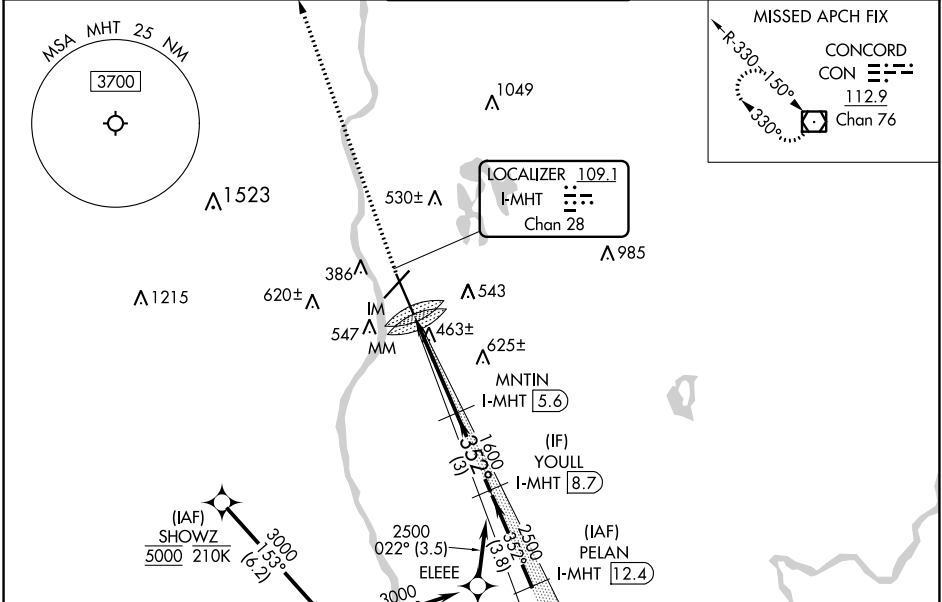 MSA MHT 25 NM
3700
MISSED APCH FIX
CONCORD
CON
112.9
Chan 76
R-330
150°
330°
1049
1523
530±
LOCALIZER 109.1
I-MHT
Chan 28
985
386
1215
620±
543
IM
547
463±
MM
625±
MNTIN
I-MHT 5.6
1600
352°
(3)
(IF)
YOULL
I-MHT 8.7
(IAF)
SHOWZ
5000 210K
3000
153°
(6.2)
2500
022° (3.5)
ELEEE
3000
2500
352°
(3.8)
(IAF)
PELAN
I-MHT 12.4